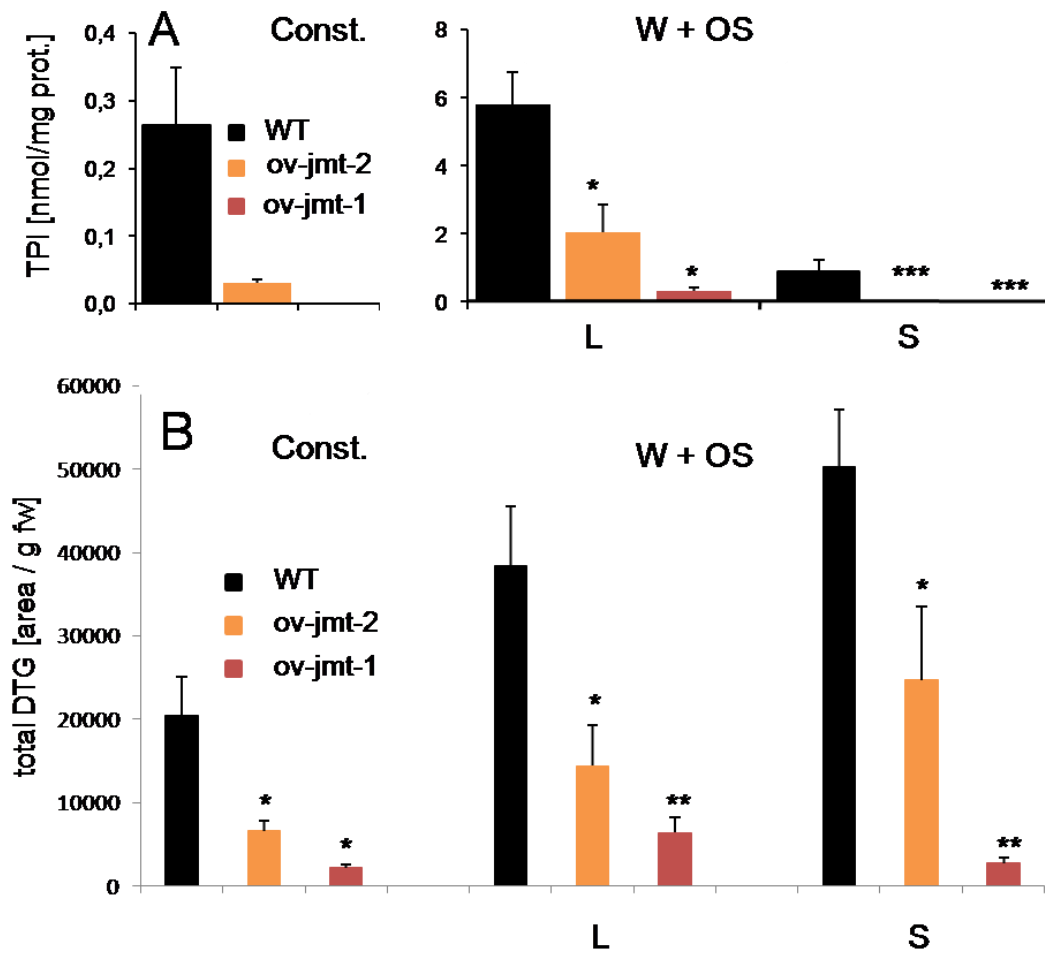 A Const. W + OS
TPI [nmol/mg prot.]
0,4
0,3
0,2
0,1
0,0
WT
ov-jmt-2
ov-jmt-1
8
6
4
2
0
*
*
***
***
L S
B Const. W + OS
total DTG [area / g fw]
60000
50000
40000
30000
20000
10000
0
WT
ov-jmt-2
ov-jmt-1
*
*
*
**
*
**
L S